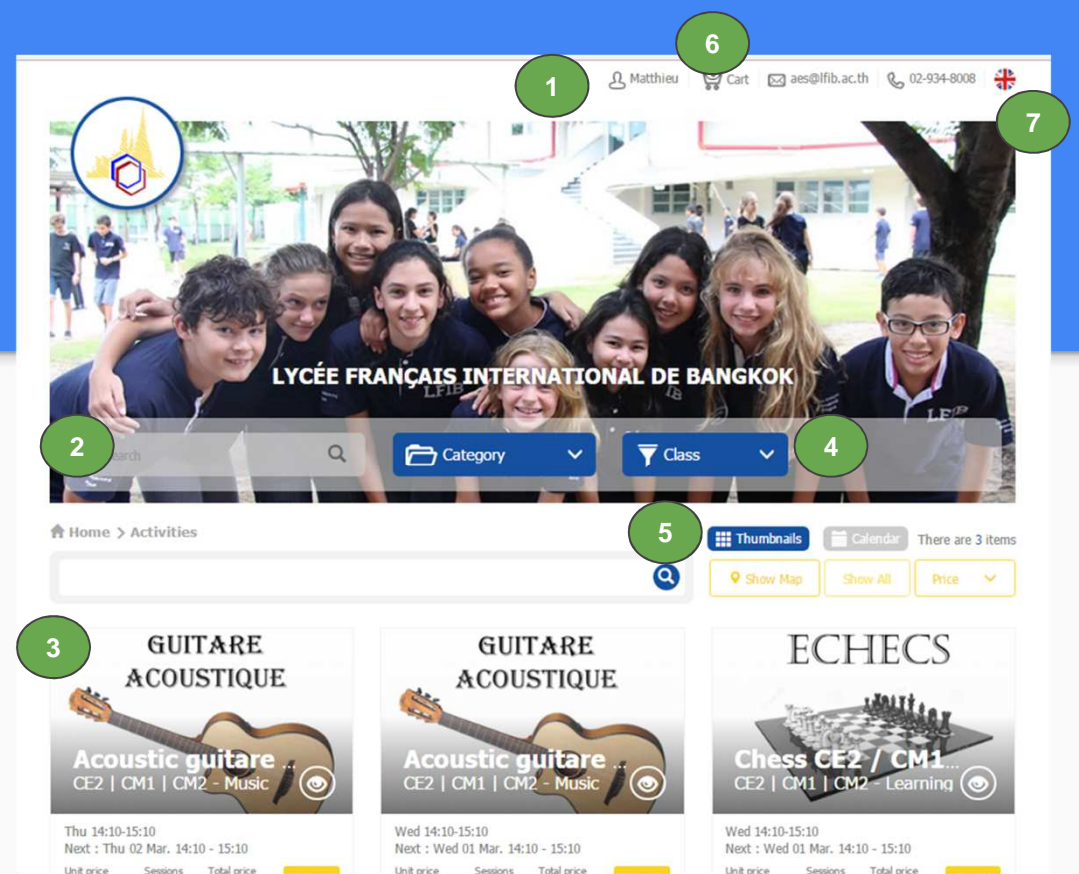 6
1
Matthieu
Cart
aes@lfib.ac.th
02-934-8008
7
LYCÉE FRANÇAIS INTERNATIONAL DE BANGKOK
LFIB
LFIB
2
Category
Class
4
Home > Activities
5
Thumbnails
Calendar
There are 3 items
Show Map
Show All
Price
3
GUITARE
ACOUSTIQUE
Acoustic guitare ...
CE2 | CM1 | CM2 - Music
Thu 14:10-15:10
Next : Thu 02 Mar. 14:10 - 15:10
Unit price Sessions Total price
GUITARE
ACOUSTIQUE
Acoustic guitare ...
CE2 | CM1 | CM2 - Music
Wed 14:10-15:10
Next : Wed 01 Mar. 14:10 - 15:10
Unit price Sessions Total price
ECHECS
Chess CE2 / CM1...
CE2 | CM1 | CM2 - Learning
Wed 14:10-15:10
Next : Wed 01 Mar. 14:10 - 15:10
Unit price Sessions Total price